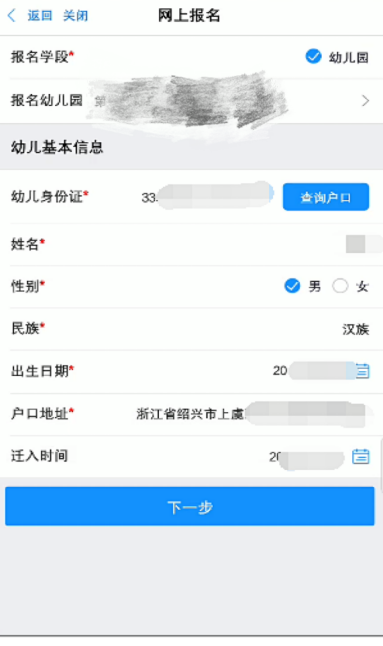 返回 关闭 网上报名
报名学段* 幼儿园
报名幼儿园 第
幼儿基本信息
幼儿身份证* 33 查询户口
姓名*
性别* 男 女
民族* 汉族
出生日期* 20
户口地址* 浙江省绍兴市上虞
迁入时间 20
下一步